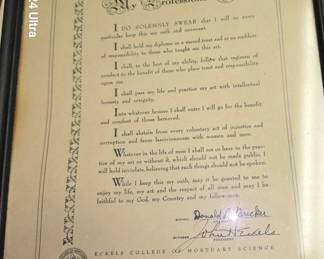 24 Ultra
My Professional
I DO SOLEMNLY SWEAR that I will in every
particular keep this my oath and covenant.
I shall hold my diploma as a sacred trust and as an emblem
of responsibility to those who taught me this art.
I shall, to the best of my ability, follow that regimen of
conduct to the benefit of those who place trust and responsibility
upon me.
I shall pass my life and practice my art with intellectual
honesty and integrity.
Into whatever houses I shall enter I will go for the benefit
and comfort of those bereaved.
I shall abstain from every voluntary act of injustice and
corruption and from lasciviousness with women and men.
Whatever in the life of men I shall see or hear in the practice
of my art or without it, which should not be made public, I
will hold inviolate, believing that such things should not be spoken.
While I keep this my oath, may it be granted to me to
enjoy my life, my art and the respect of all men and may I be
faithful to my God, my Country and my fellow-men.
Donald
WITNESS John H Eckels
PRESIDENT
ECKELS COLLEGE OF MORTUARY SCIENCE